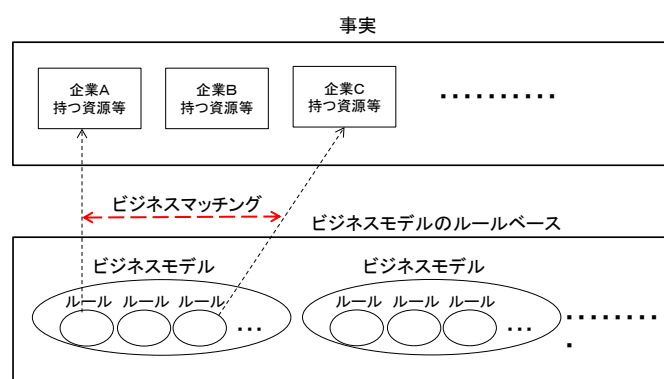 事実
企業A
持つ資源等
企業B
持つ資源等
企業C
持つ資源等
‥‥‥‥‥
ビジネスマッチング
ビジネスモデルのルールベース
ビジネスモデル
ルール ルール ルール
…
ビジネスモデル
ルール ルール ルール
…
‥‥‥‥
.